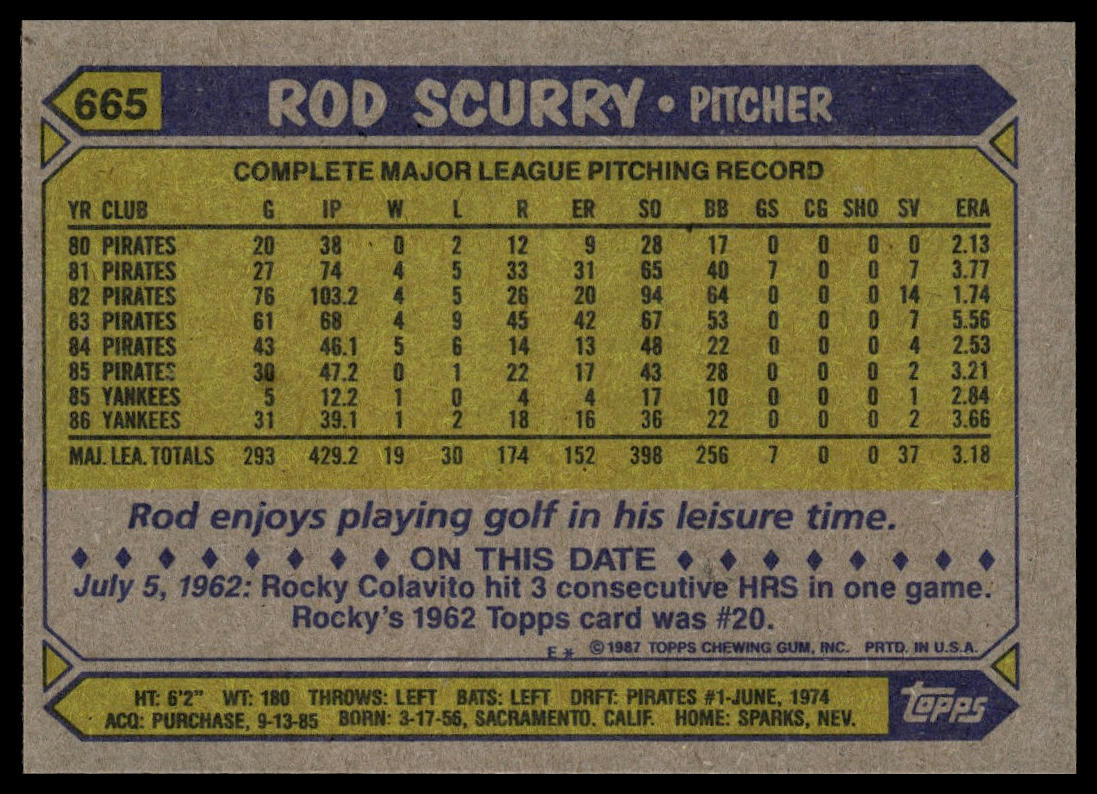 665 ROD SCURRY • PITCHER
COMPLETE MAJOR LEAGUE PITCHING RECORD
YR CLUB G IP W L R ER SO BB GS CG SHO SV ERA
80 PIRATES 20 38 0 2 12 9 28 17 0 0 0 0 2.13
81 PIRATES 27 74 4 5 33 31 65 40 7 0 0 7 3.77
82 PIRATES 76 103.2 4 5 26 20 94 64 0 0 0 14 1.74
83 PIRATES 61 68 4 9 45 42 67 53 0 0 0 7 5.56
84 PIRATES 43 46.1 5 6 14 13 48 22 0 0 0 4 2.53
85 PIRATES 30 47.2 0 1 22 17 43 28 0 0 0 2 3.21
85 YANKEES 5 12.2 1 0 4 4 17 10 0 0 0 1 2.84
86 YANKEES 31 39.1 1 2 18 16 36 22 0 0 0 2 3.66
MAJ. LEA. TOTALS 293 429.2 19 30 174 152 398 256 7 0 0 37 3.18
Rod enjoys playing golf in his leisure time.
ON THIS DATE
July 5, 1962: Rocky Colavito hit 3 consecutive HRS in one game.
Rocky's 1962 Topps card was #20.
E* ©1987 TOPPS CHEWING GUM, INC. PRTD. IN U.S.A.
HT: 6'2" WT: 180 THROWS: LEFT BATS: LEFT DRFT: PIRATES #1-JUNE, 1974
ACQ: PURCHASE, 9-13-85 BORN: 3-17-56, SACRAMENTO, CALIF. HOME: SPARKS, NEV.
TOPPS